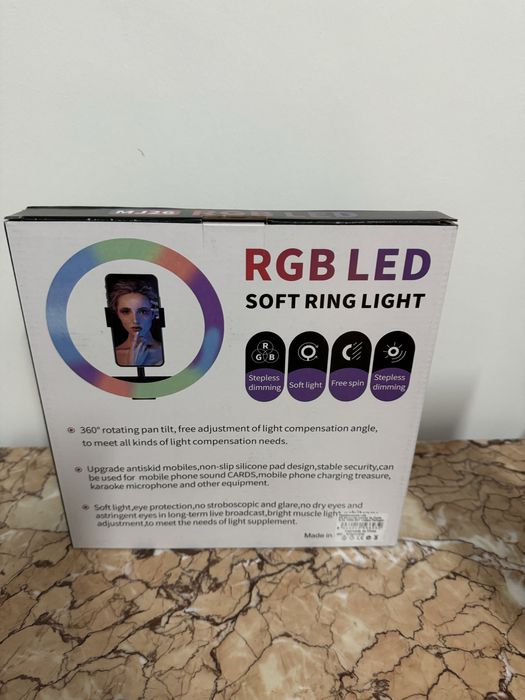 MJ26 RGB LED
RGB LED
SOFT RING LIGHT
R
G B
Stepless
dimming
Soft light
Free spin
Stepless
dimming
360° rotating pan tilt, free adjustment of light compensation angle,
to meet all kinds of light compensation needs.
Upgrade antiskid mobiles,non-slip silicone pad design,stable security,can
be used for mobile phone sound CARDS,mobile phone charging treasure,
karaoke microphone and other equipment.
Soft light,eye protection,no stroboscopic and glare,no dry eyes and
astringent eyes in long-term live broadcast,bright muscle light
adjustment,to meet the needs of light supplement.
Made in